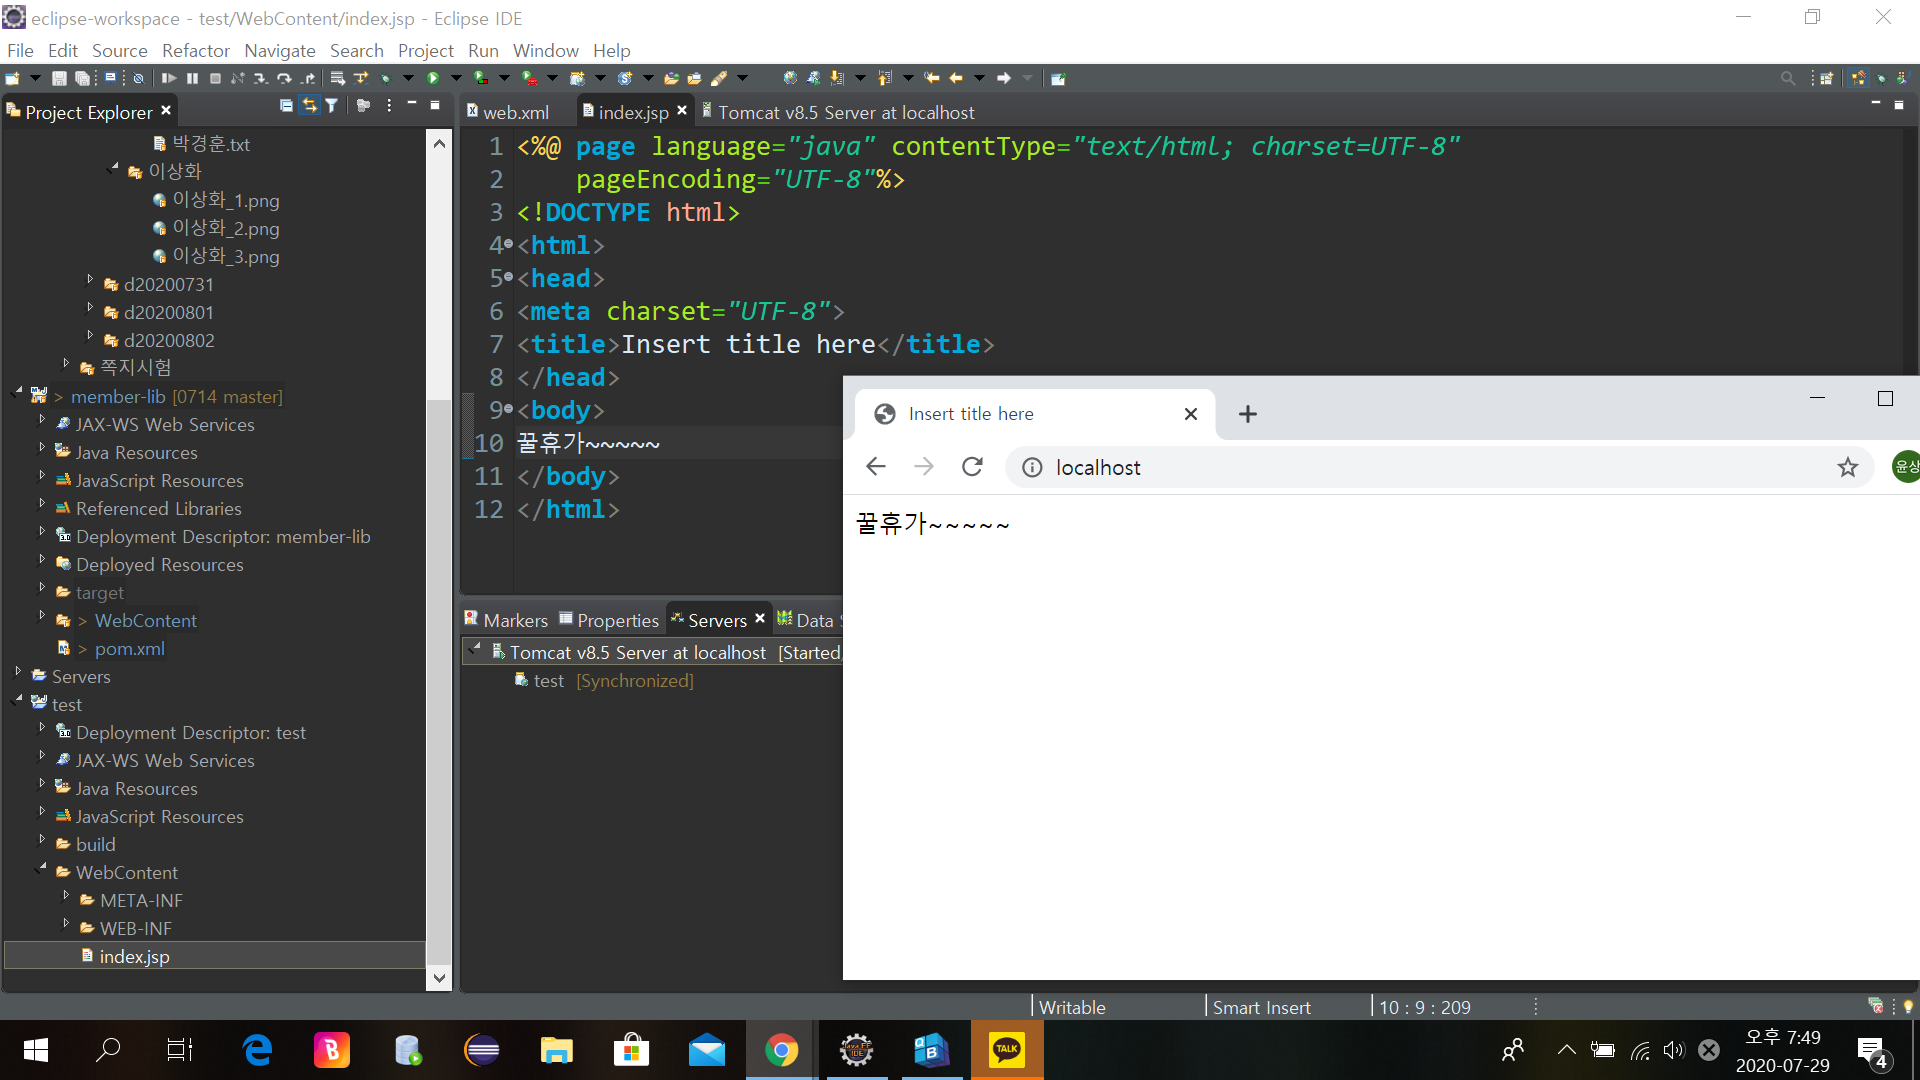 eclipse-workspace - test/WebContent/index.jsp - Eclipse IDE
File Edit Source Refactor Navigate Search Project Run Window Help
Project Explorer
박경훈.txt
이상화
이상화_1.png
이상화_2.png
이상화_3.png
d20200731
d20200801
d20200802
쪽지시험
> member-lib [0714 master]
JAX-WS Web Services
Java Resources
JavaScript Resources
Referenced Libraries
Deployment Descriptor: member-lib
Deployed Resources
target
> WebContent
> pom.xml
Servers
test
Deployment Descriptor: test
JAX-WS Web Services
Java Resources
JavaScript Resources
build
WebContent
META-INF
WEB-INF
index.jsp
web.xml index.jsp Tomcat v8.5 Server at localhost
1 <%@ page language="java" contentType="text/html; charset=UTF-8"
2 pageEncoding="UTF-8"%>
3 <!DOCTYPE html>
4 <html>
5 <head>
6 <meta charset="UTF-8">
7 <title>Insert title here</title>
8 </head>
9 <body>
10 꿀휴가~~~~~
11 </body>
12 </html>
Markers Properties Servers Data
Tomcat v8.5 Server at localhost [Started,
test [Synchronized]
Insert title here
localhost
윤상
꿀휴가~~~~~
Writable Smart Insert 10 : 9 : 209
TALK
오후 7:49
2020-07-29
4